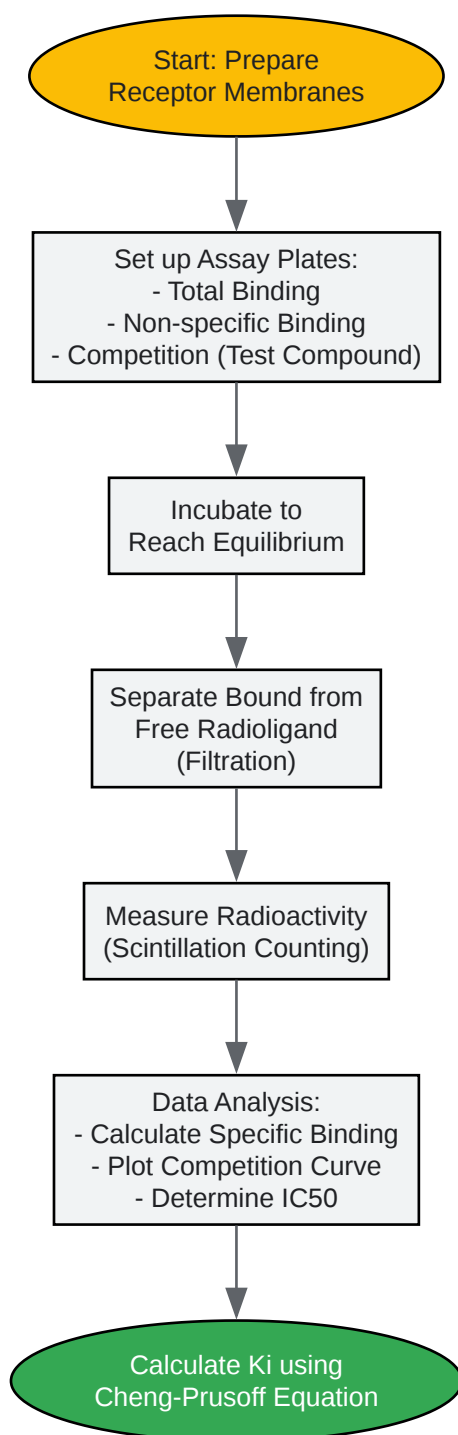 Start: Prepare
Receptor Membranes
Set up Assay Plates:
- Total Binding
- Non-specific Binding
- Competition (Test Compound)
Incubate to
Reach Equilibrium
Separate Bound from
Free Radioligand
(Filtration)
Measure Radioactivity
(Scintillation Counting)
Data Analysis:
- Calculate Specific Binding
- Plot Competition Curve
- Determine IC50
Calculate Ki using
Cheng-Prusoff Equation